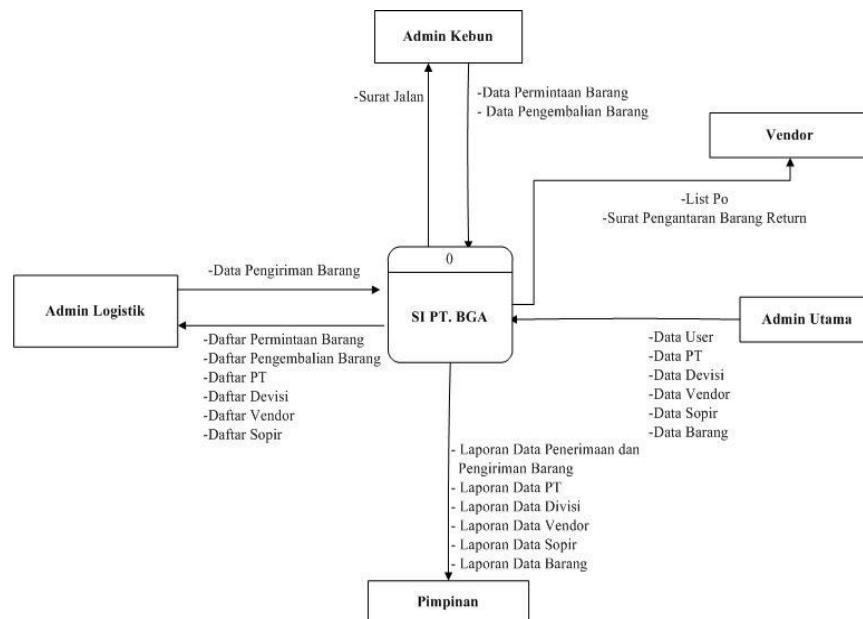 Admin Kebun
-Surat Jalan
-Data Permintaan Barang
- Data Pengembalian Barang
Vendor
-List Po
-Surat Pengantaran Barang Return
0
SI PT. BGA
-Data Pengiriman Barang
Admin Logistik
-Daftar Permintaan Barang
-Daftar Pengembalian Barang
-Daftar PT
-Daftar Devisi
-Daftar Vendor
-Daftar Sopir
Admin Utama
-Data User
-Data PT
-Data Devisi
-Data Vendor
-Data Sopir
-Data Barang
- Laporan Data Penerimaan dan
Pengiriman Barang
- Laporan Data PT
- Laporan Data Divisi
- Laporan Data Vendor
- Laporan Data Sopir
- Laporan Data Barang
Pimpinan